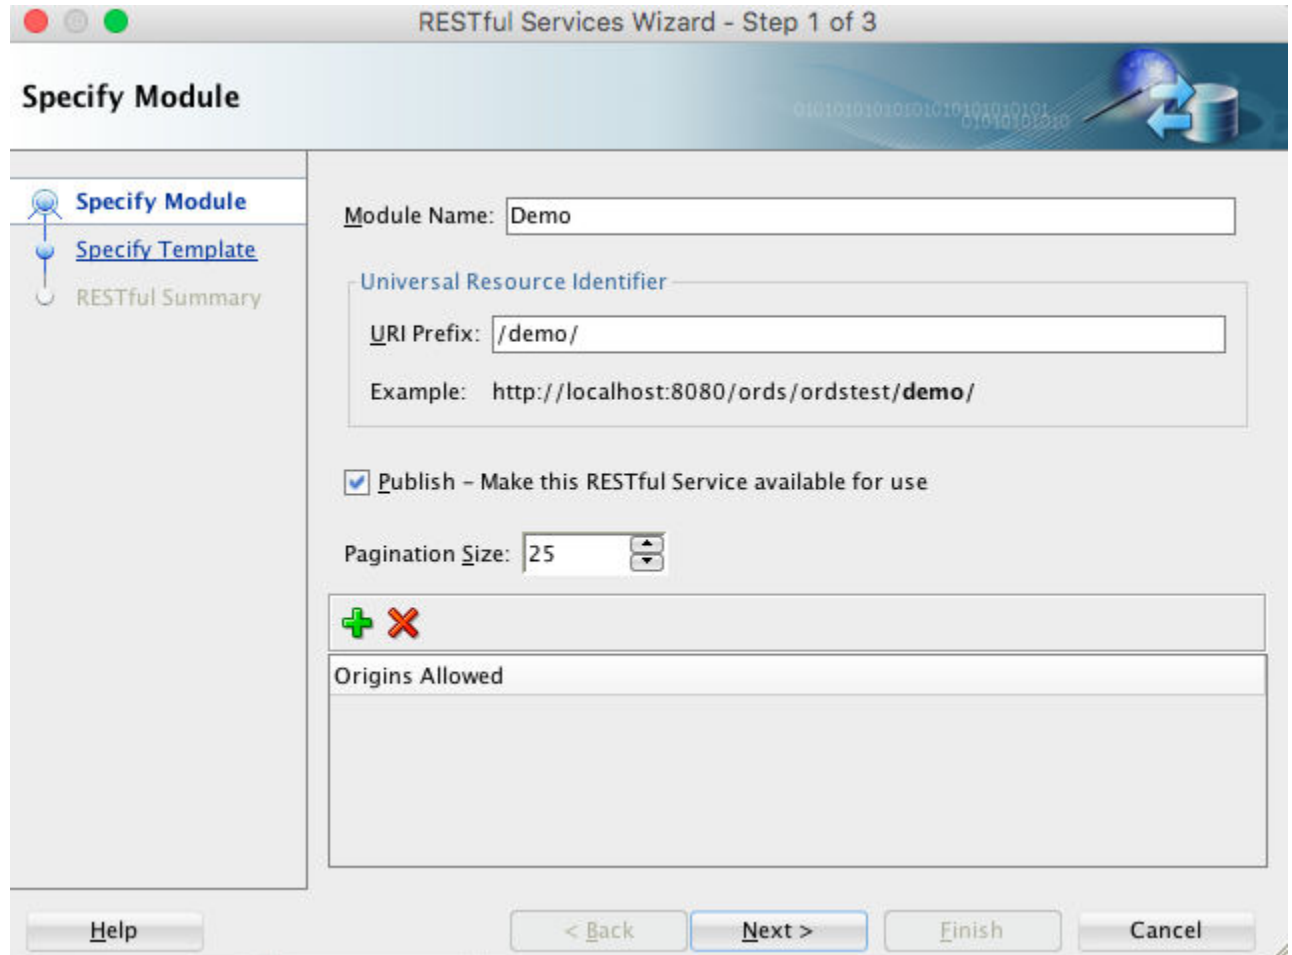 RESTful Services Wizard - Step 1 of 3
Specify Module
010101010101010101010101
01010101010
Specify Module
Specify Template
RESTful Summary
Module Name: Demo
Universal Resource Identifier
URI Prefix: /demo/
Example: http://localhost:8080/ords/ordstest/demo/
Publish – Make this RESTful Service available for use
Pagination Size: 25
Origins Allowed
Help < Back Next > Finish Cancel